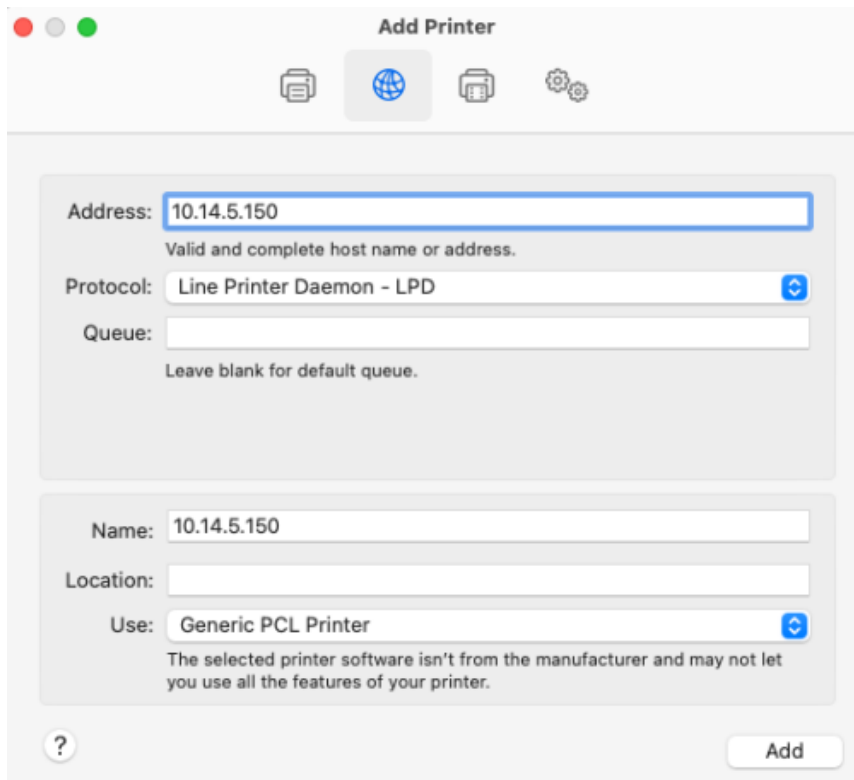 Add Printer
Address: 10.14.5.150
Valid and complete host name or address.
Protocol: Line Printer Daemon - LPD
Queue:
Leave blank for default queue.
Name: 10.14.5.150
Location:
Use: Generic PCL Printer
The selected printer software isn't from the manufacturer and may not let
you use all the features of your printer.
? Add